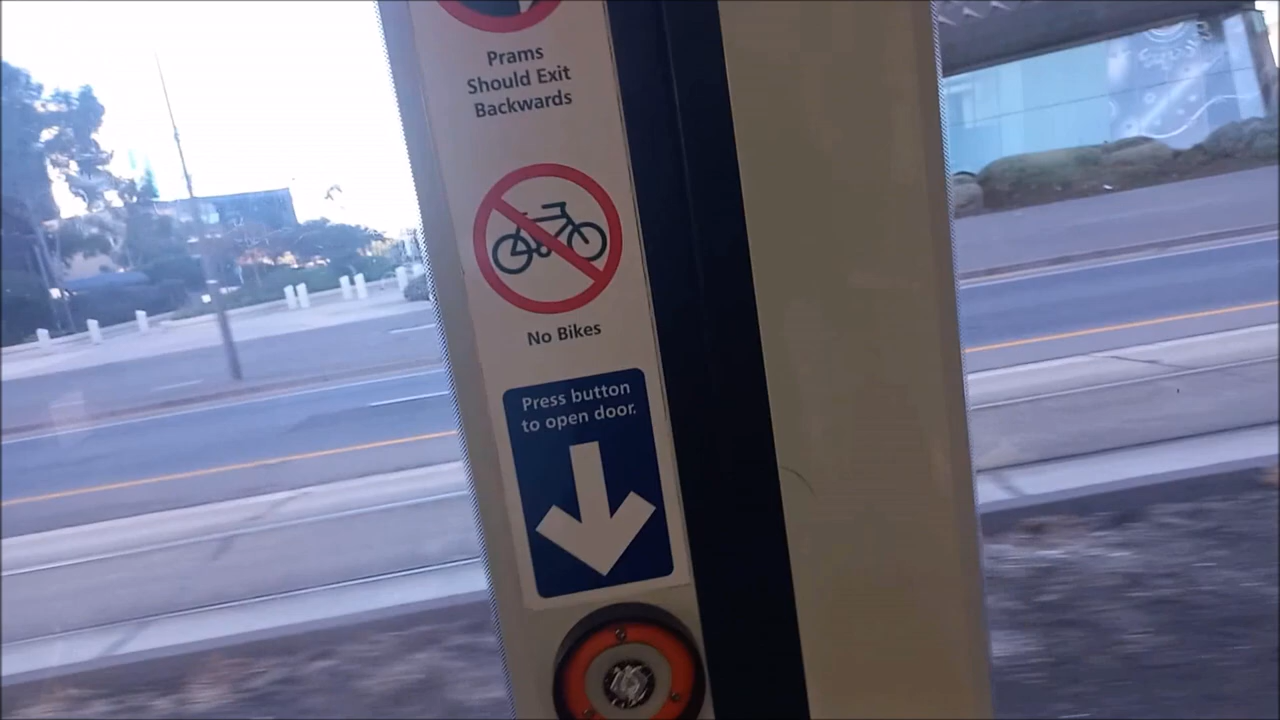 Prams
Should Exit
Backwards
No Bikes
Press button
to open door.